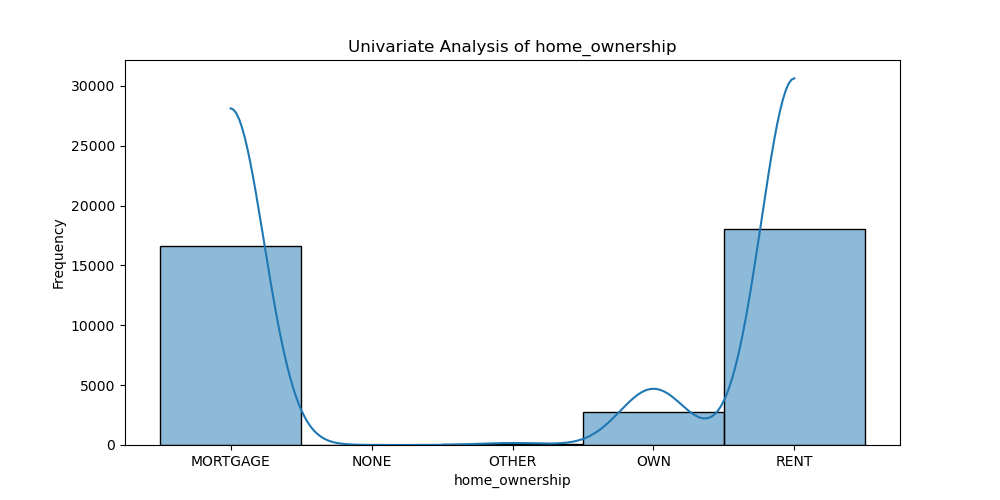 Univariate Analysis of home_ownership
30000
25000
20000
15000
10000
5000
0
Frequency
MORTGAGE NONE OTHER OWN RENT
home_ownership